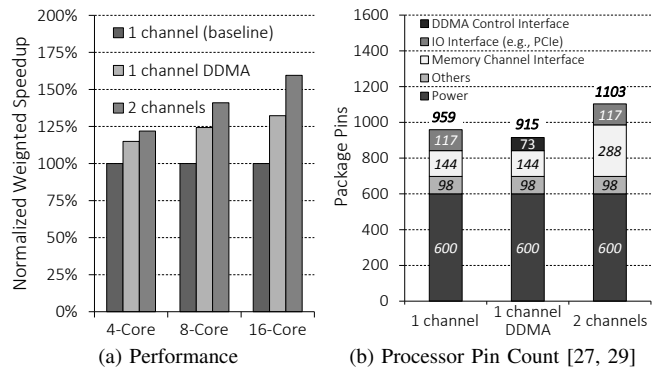 Normalized Weighted Speedup
200%
175%
150%
125%
100%
75%
50%
25%
0%
1 channel (baseline)
1 channel DDMA
2 channels
4-Core
8-Core
16-Core
(a) Performance
Package Pins
1600
1400
1200
1000
800
600
400
200
0
DDMA Control Interface
IO Interface (e.g., PCIe)
Memory Channel Interface
Others
Power
959
117
144
98
600
915
73
144
98
600
1103
117
288
98
600
1 channel
1 channel
DDMA
2 channels
(b) Processor Pin Count [27, 29]